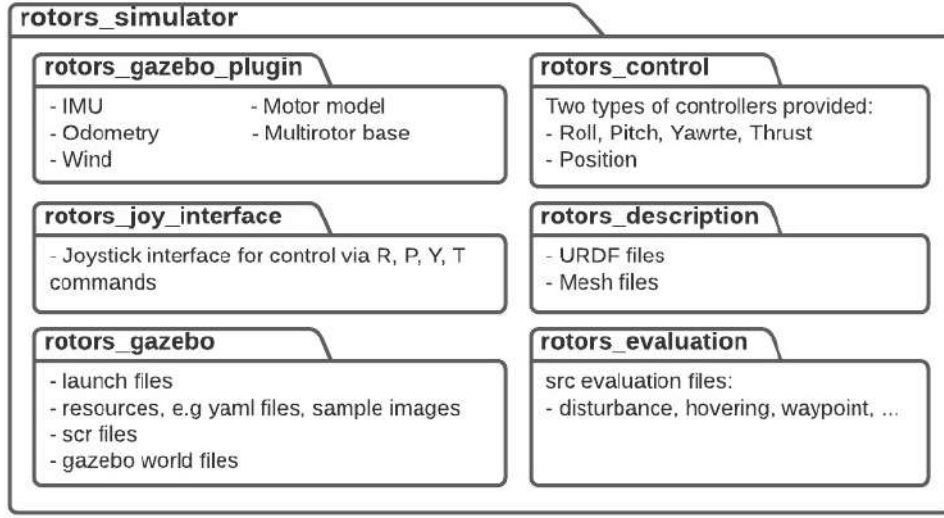 rotors_simulator
rotors_gazebo_plugin
- IMU
- Odometry
- Wind
- Motor model
- Multirotor base
rotors_control
Two types of controllers provided:
- Roll, Pitch, Yawrte, Thrust
- Position
rotors_joy_interface
- Joystick interface for control via R, P, Y, T
commands
rotors_description
- URDF files
- Mesh files
rotors_gazebo
- launch files
- resources, e.g yaml files, sample images
- scr files
- gazebo world files
rotors_evaluation
src evaluation files:
- disturbance, hovering, waypoint, ...